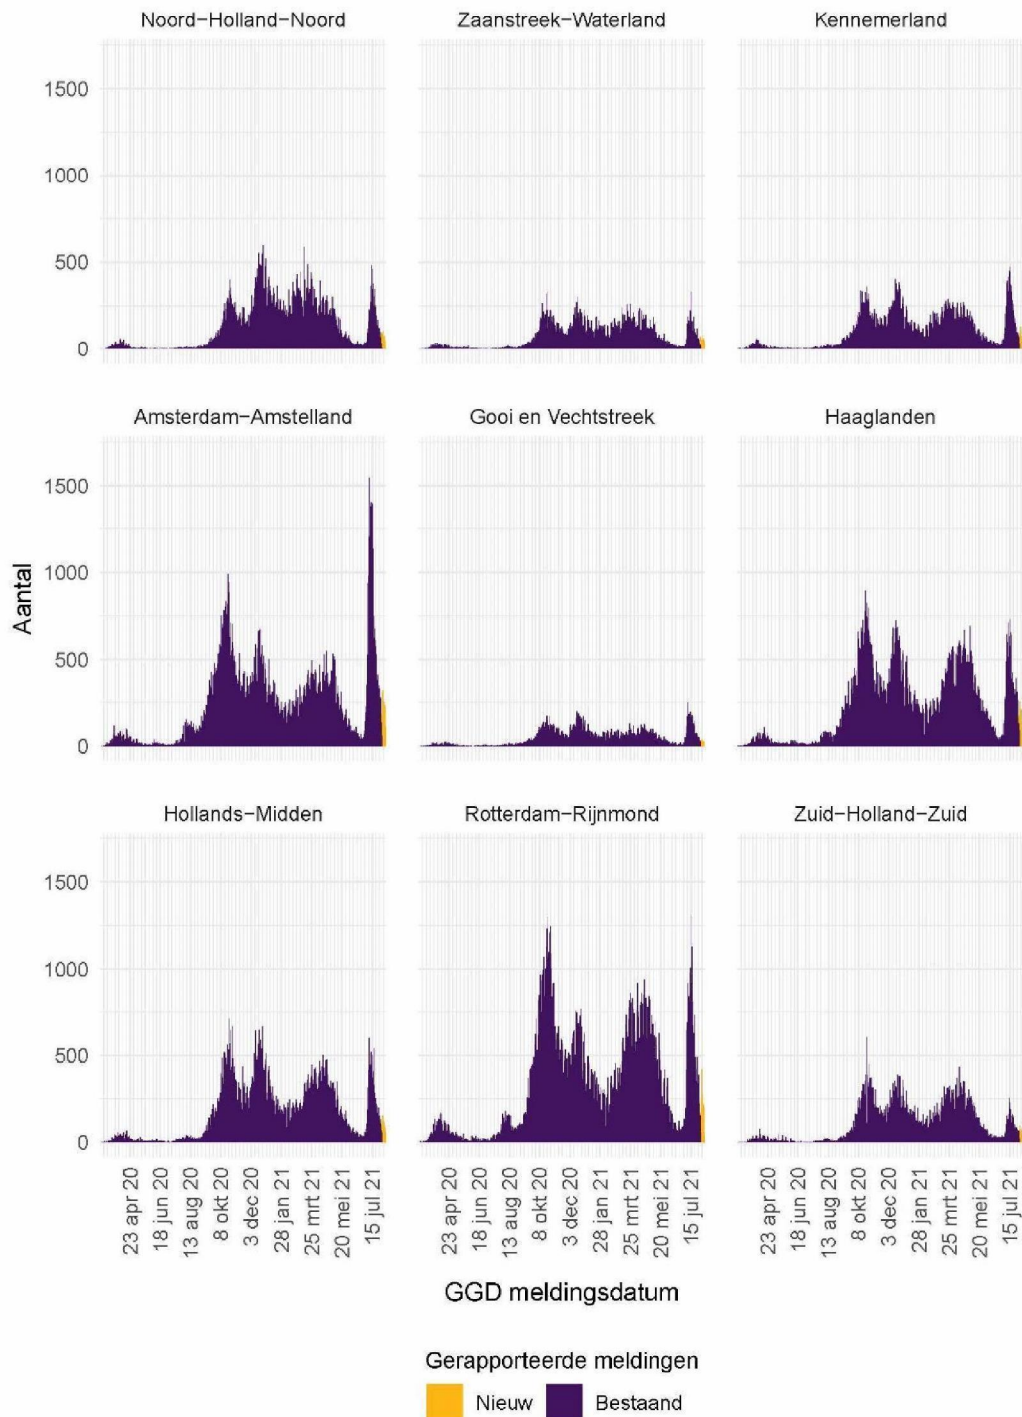 Noord−Holland−Noord
Zaanstreek−Waterland
Kennemerland
1500
1000
500
0
Amsterdam−Amstelland
Gooi en Vechtstreek
Haaglanden
1500
1000
500
0
Aantal
Hollands−Midden
Rotterdam−Rijnmond
Zuid−Holland−Zuid
1500
1000
500
0
23 apr 20
18 jun 20
13 aug 20
8 okt 20
3 dec 20
28 jan 21
25 mrt 21
20 mei 21
15 jul 21
23 apr 20
18 jun 20
13 aug 20
8 okt 20
3 dec 20
28 jan 21
25 mrt 21
20 mei 21
15 jul 21
23 apr 20
18 jun 20
13 aug 20
8 okt 20
3 dec 20
28 jan 21
25 mrt 21
20 mei 21
15 jul 21
GGD meldingsdatum
Gerapporteerde meldingen
Nieuw
Bestaand